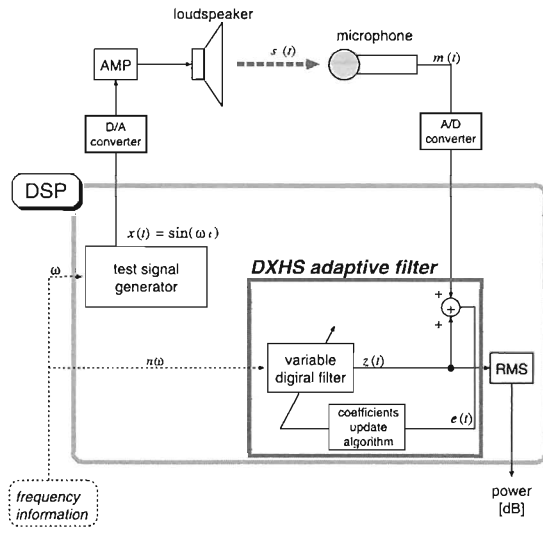 loudspeaker
microphone
s (t)
AMP
m (t)
D/A
converter
A/D
converter
DSP
x(t) = sin(ωt)
ω
test signal
generator
DXHS adaptive filter
+
+
+
nω
variable
digiral filter
z(t)
RMS
coefficients
update
algorithm
e(t)
frequency
information
power
[dB]